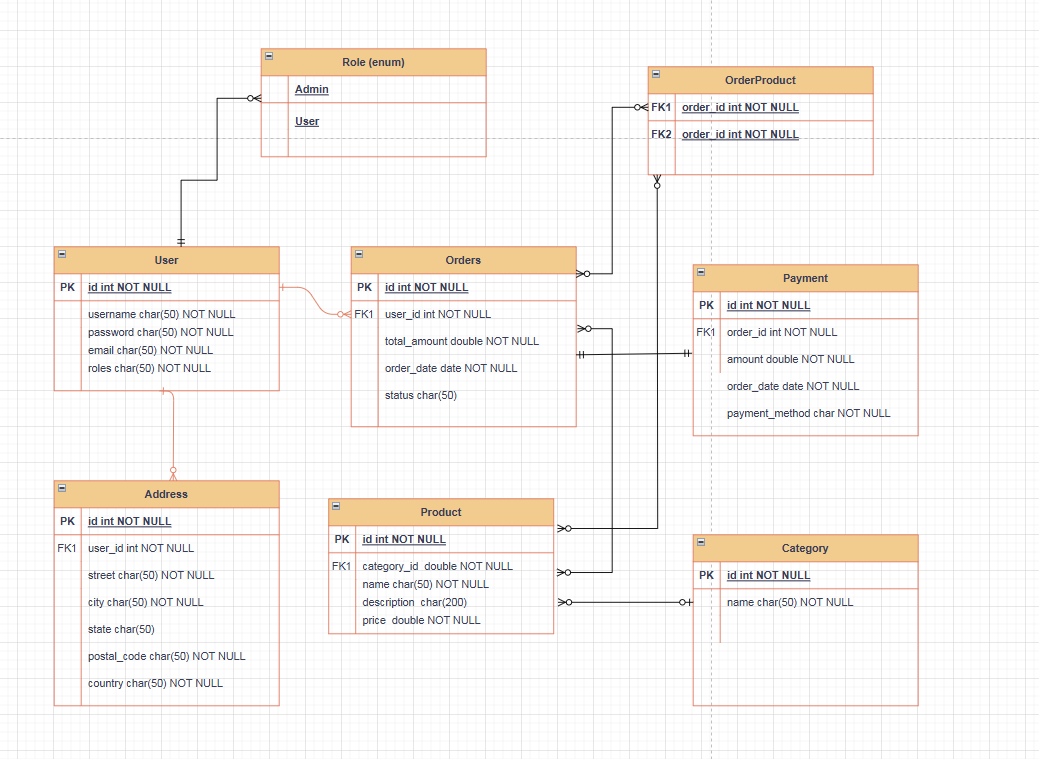 Role (enum)
Admin
User
OrderProduct
FK1 order_id int NOT NULL
FK2 order_id int NOT NULL
User
PK id int NOT NULL
username char(50) NOT NULL
password char(50) NOT NULL
email char(50) NOT NULL
roles char(50) NOT NULL
Orders
PK id int NOT NULL
FK1 user_id int NOT NULL
total_amount double NOT NULL
order_date date NOT NULL
status char(50)
Payment
PK id int NOT NULL
FK1 order_id int NOT NULL
amount double NOT NULL
order_date date NOT NULL
payment_method char NOT NULL
Address
PK id int NOT NULL
FK1 user_id int NOT NULL
street char(50) NOT NULL
city char(50) NOT NULL
state char(50)
postal_code char(50) NOT NULL
country char(50) NOT NULL
Product
PK id int NOT NULL
FK1 category_id double NOT NULL
name char(50) NOT NULL
description char(200)
price double NOT NULL
Category
PK id int NOT NULL
name char(50) NOT NULL